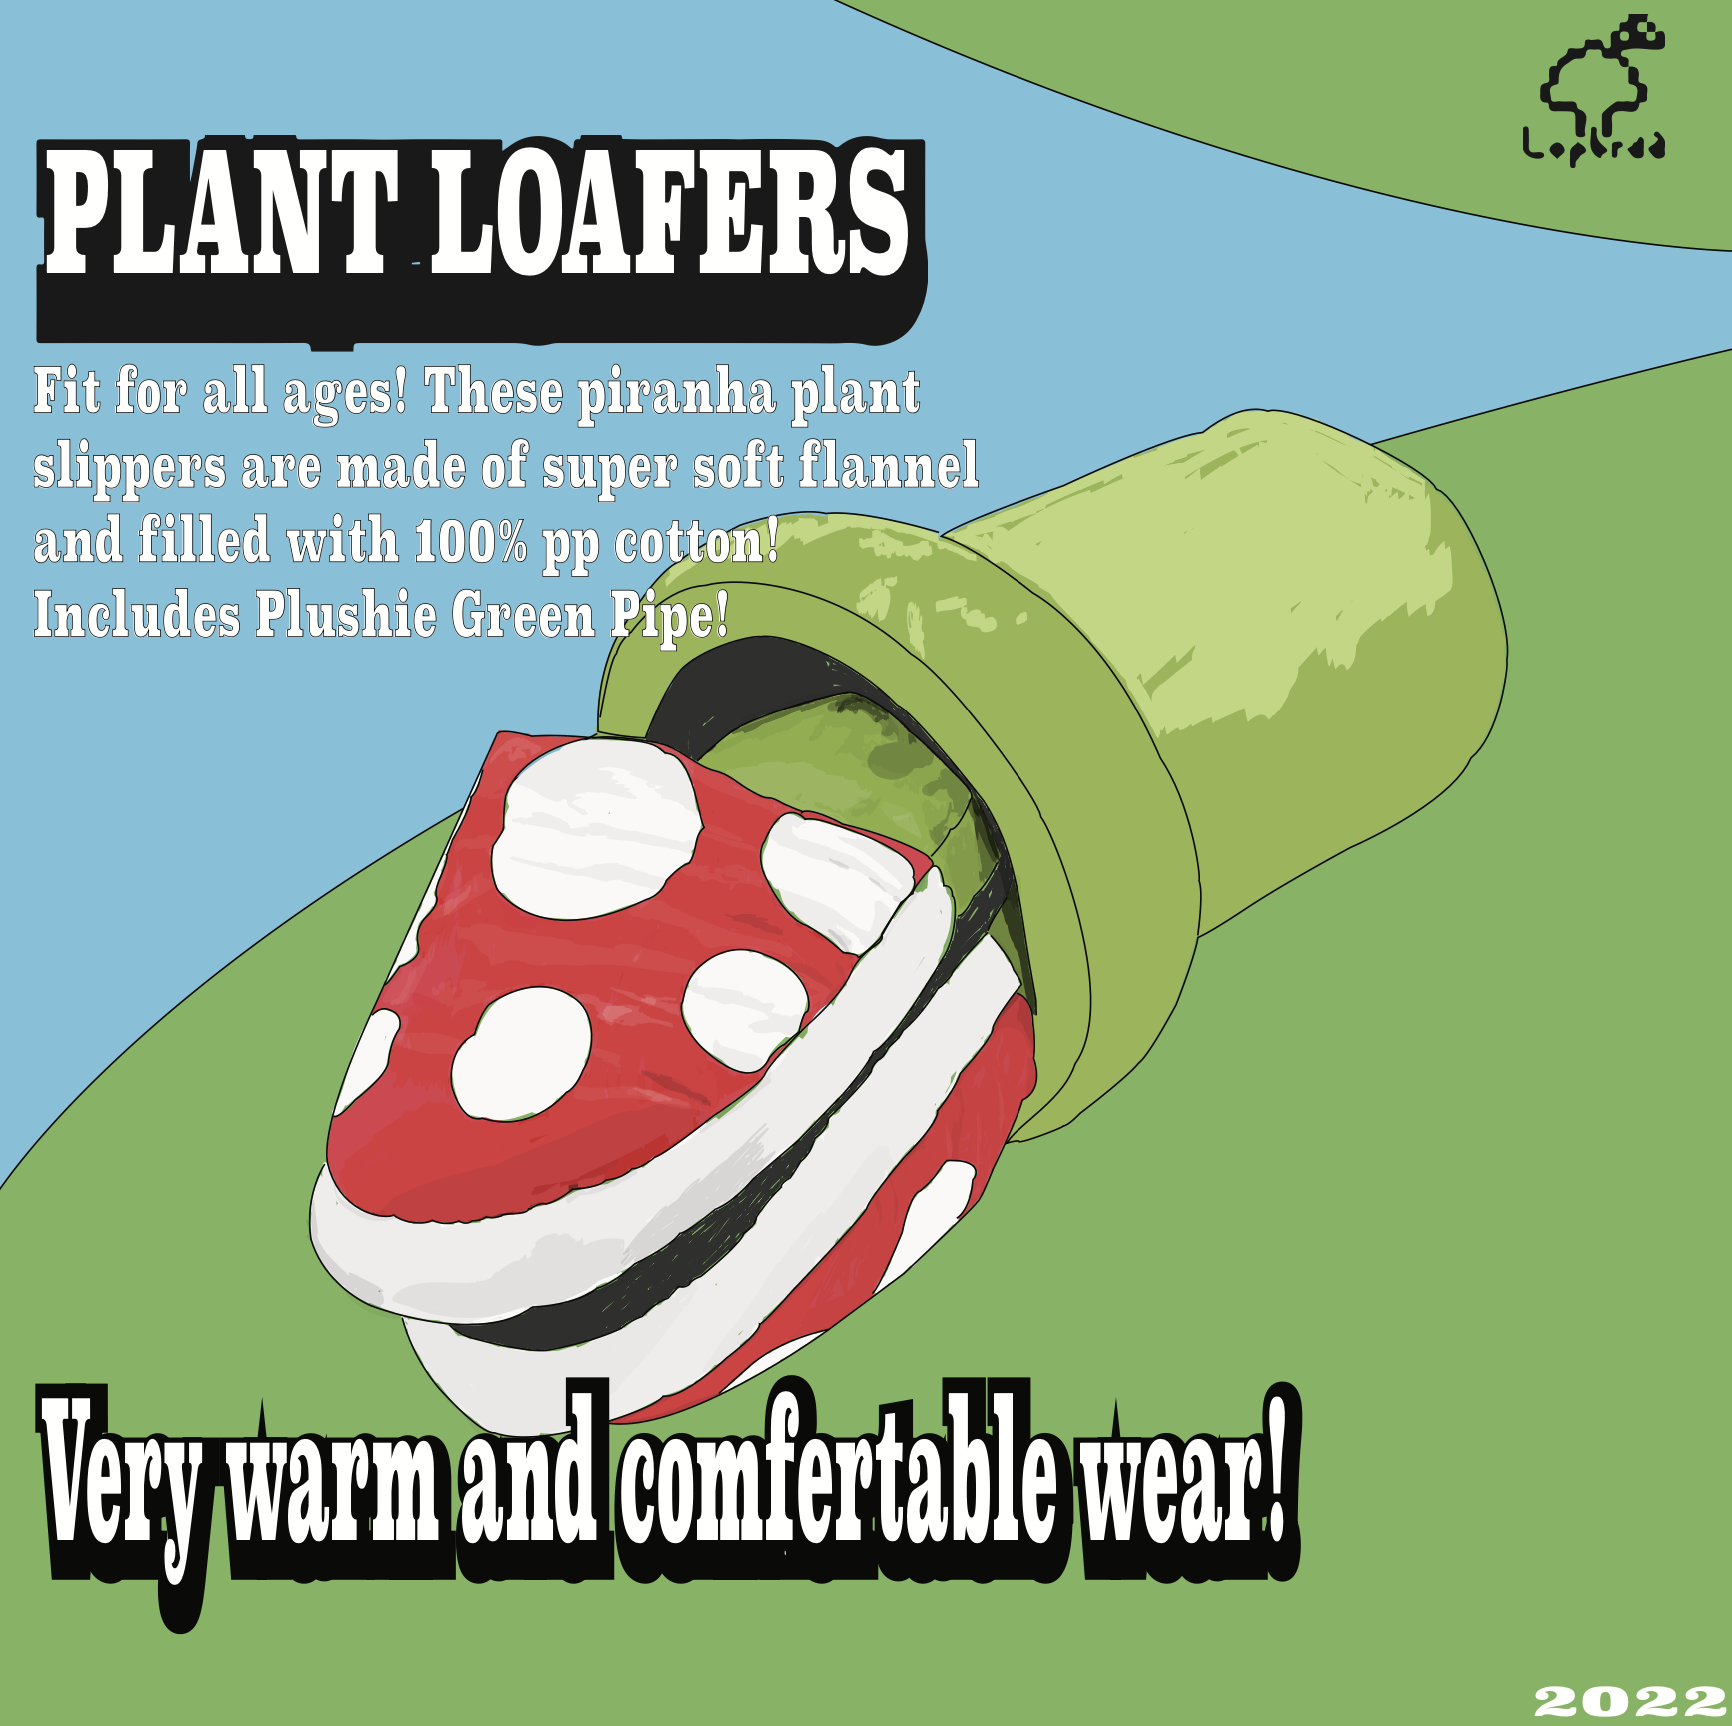 PLANT LOAFERS
Fit for all ages! These piranha plant
slippers are made of super soft flannel
and filled with 100% pp cotton!
Includes Plushie Green Pipe!
Very warm and comfertable wear!
2022